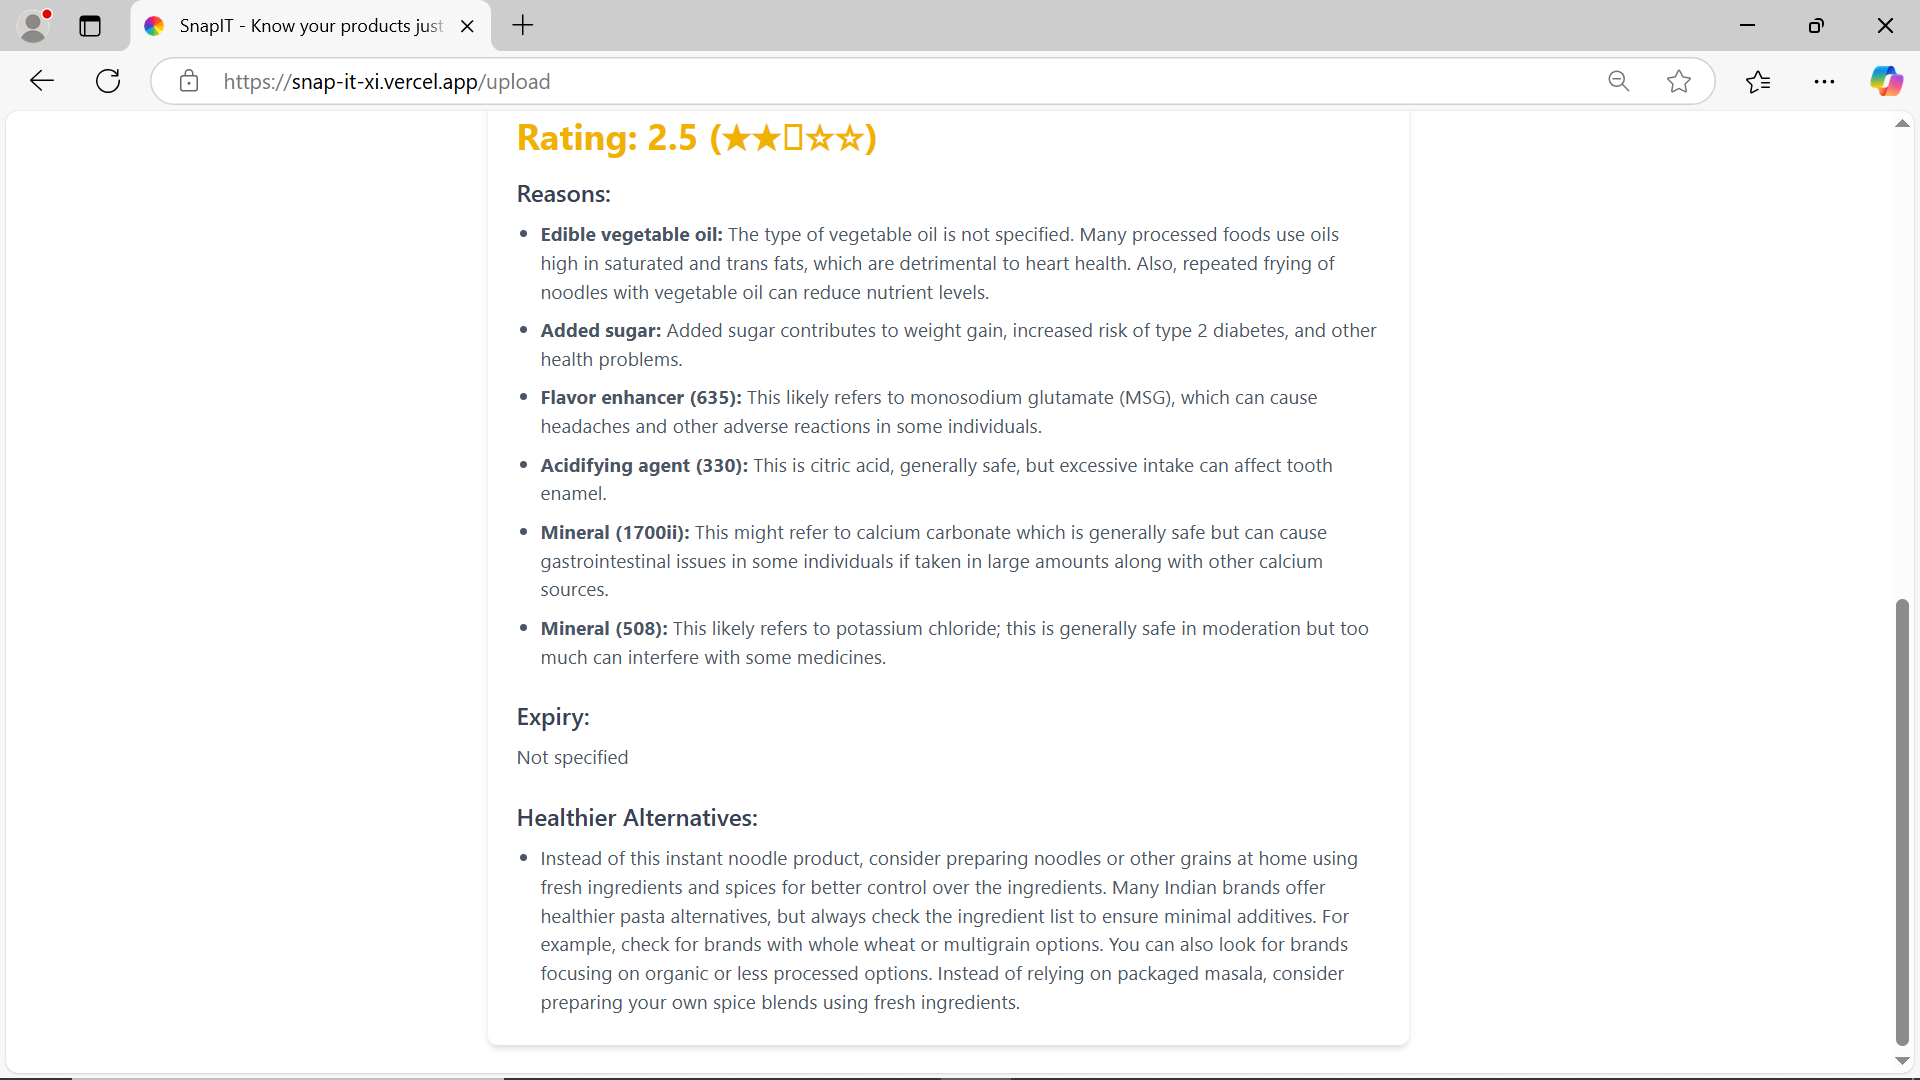 SnapIT - Know your products just
https://snap-it-xi.vercel.app/upload
Rating: 2.5 (★★▯☆☆)
Reasons:
• Edible vegetable oil: The type of vegetable oil is not specified. Many processed foods use oils
high in saturated and trans fats, which are detrimental to heart health. Also, repeated frying of
noodles with vegetable oil can reduce nutrient levels.
• Added sugar: Added sugar contributes to weight gain, increased risk of type 2 diabetes, and other
health problems.
• Flavor enhancer (635): This likely refers to monosodium glutamate (MSG), which can cause
headaches and other adverse reactions in some individuals.
• Acidifying agent (330): This is citric acid, generally safe, but excessive intake can affect tooth
enamel.
• Mineral (1700ii): This might refer to calcium carbonate which is generally safe but can cause
gastrointestinal issues in some individuals if taken in large amounts along with other calcium
sources.
• Mineral (508): This likely refers to potassium chloride; this is generally safe in moderation but too
much can interfere with some medicines.
Expiry:
Not specified
Healthier Alternatives:
• Instead of this instant noodle product, consider preparing noodles or other grains at home using
fresh ingredients and spices for better control over the ingredients. Many Indian brands offer
healthier pasta alternatives, but always check the ingredient list to ensure minimal additives. For
example, check for brands with whole wheat or multigrain options. You can also look for brands
focusing on organic or less processed options. Instead of relying on packaged masala, consider
preparing your own spice blends using fresh ingredients.